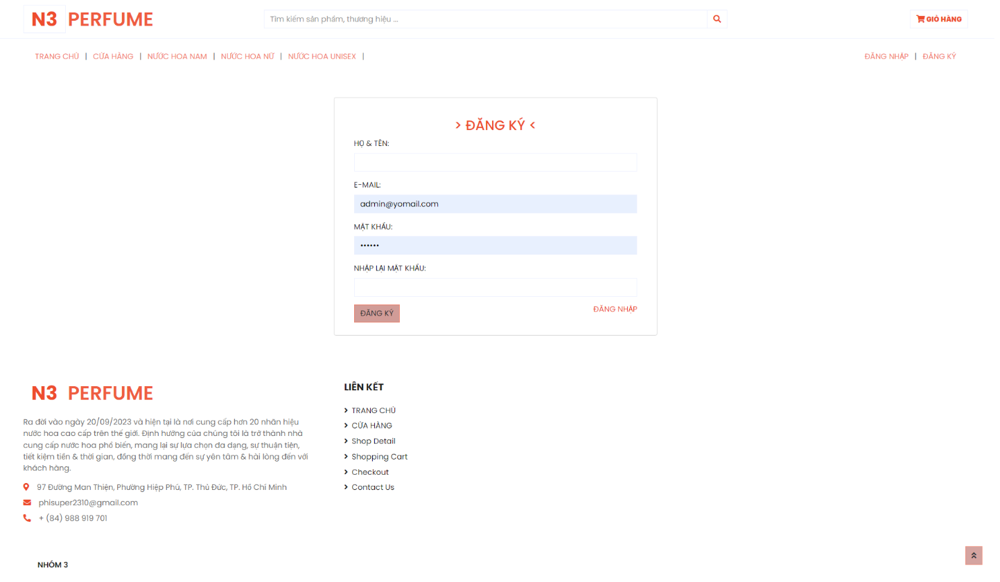 N3 PERFUME
Tìm kiếm sản phẩm, thương hiệu ...
GIỎ HÀNG
TRANG CHỦ | CỬA HÀNG | NƯỚC HOA NAM | NƯỚC HOA NỮ | NƯỚC HOA UNISEX |
ĐĂNG NHẬP | ĐĂNG KÝ
> ĐĂNG KÝ <
HỌ & TÊN:
E-MAIL:
admin@yomail.com
MẬT KHẨU:
••••••
NHẬP LẠI MẬT KHẨU:
ĐĂNG KÝ
ĐĂNG NHẬP
N3 PERFUME
Ra đời vào ngày 20/09/2023 và hiện tại là nơi cung cấp hơn 20 nhãn hiệu
nước hoa cao cấp trên thế giới. Định hướng của chúng tôi là trở thành nhà
cung cấp nước hoa phổ biến, mang lại sự lựa chọn đa dạng, sự thuận tiện,
tiết kiệm tiền & thời gian, đồng thời mang đến sự yên tâm & hài lòng đến với
khách hàng.
97 Đường Man Thiện, Phường Hiệp Phú, TP. Thủ Đức, TP. Hồ Chí Minh
phisuper2310@gmail.com
+ (84) 988 919 701
LIÊN KẾT
TRANG CHỦ
CỬA HÀNG
Shop Detail
Shopping Cart
Checkout
Contact Us
NHÓM 3